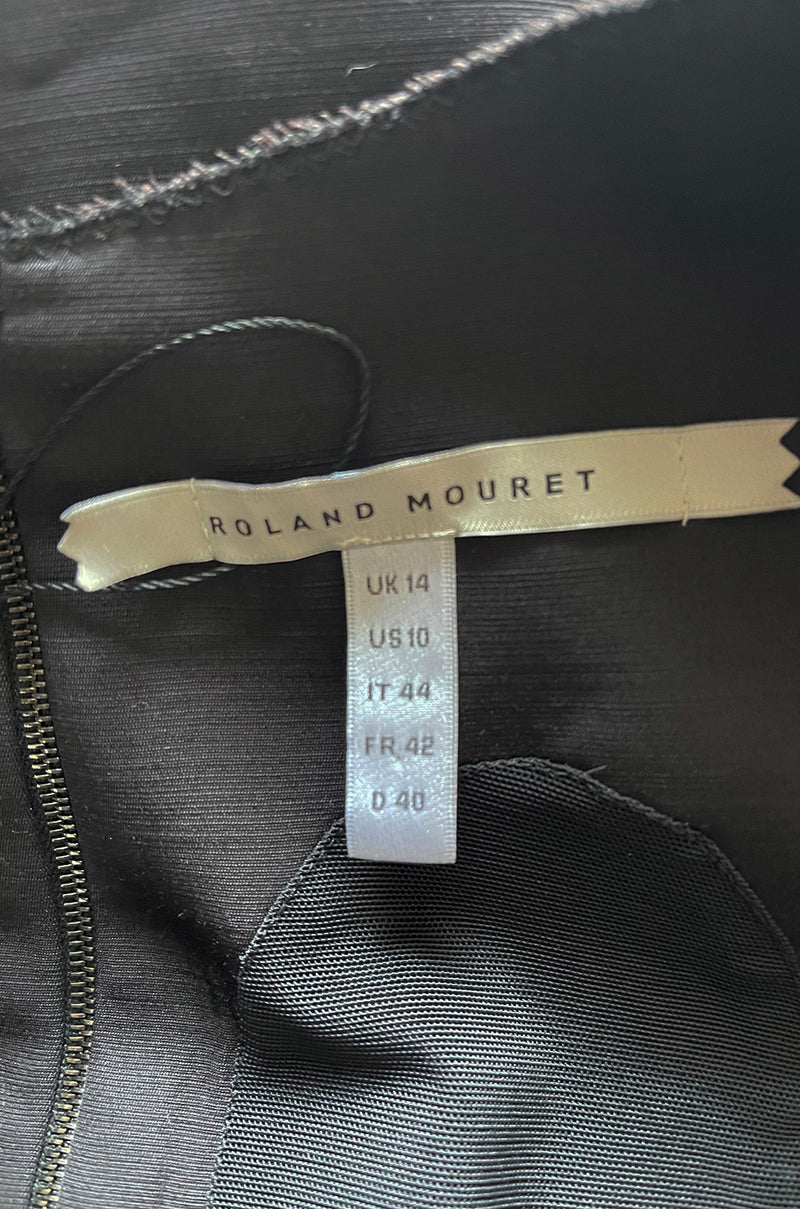 ROLAND MOURET
UK 14
US 10
IT 44
FR 42
D 40